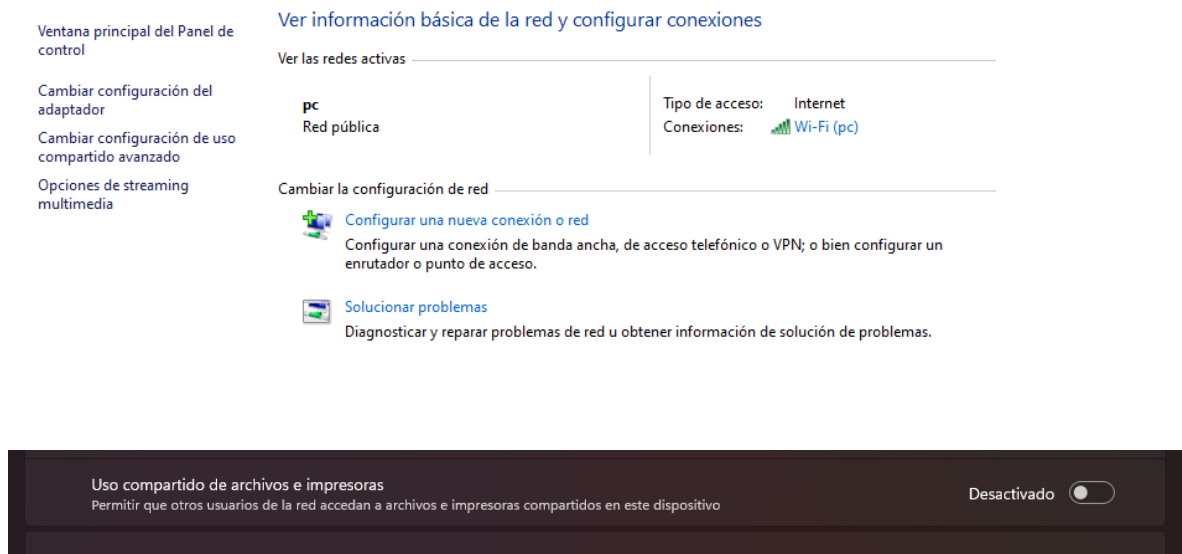 Ventana principal del Panel de
control
Cambiar configuración del
adaptador
Cambiar configuración de uso
compartido avanzado
Opciones de streaming
multimedia
Ver información básica de la red y configurar conexiones
Ver las redes activas
pc
Red pública
Tipo de acceso: Internet
Conexiones: Wi-Fi (pc)
Cambiar la configuración de red
Configurar una nueva conexión o red
Configurar una conexión de banda ancha, de acceso telefónico o VPN; o bien configurar un
enrutador o punto de acceso.
Solucionar problemas
Diagnosticar y reparar problemas de red u obtener información de solución de problemas.
Uso compartido de archivos e impresoras
Permitir que otros usuarios de la red accedan a archivos e impresoras compartidos en este dispositivo
Desactivado